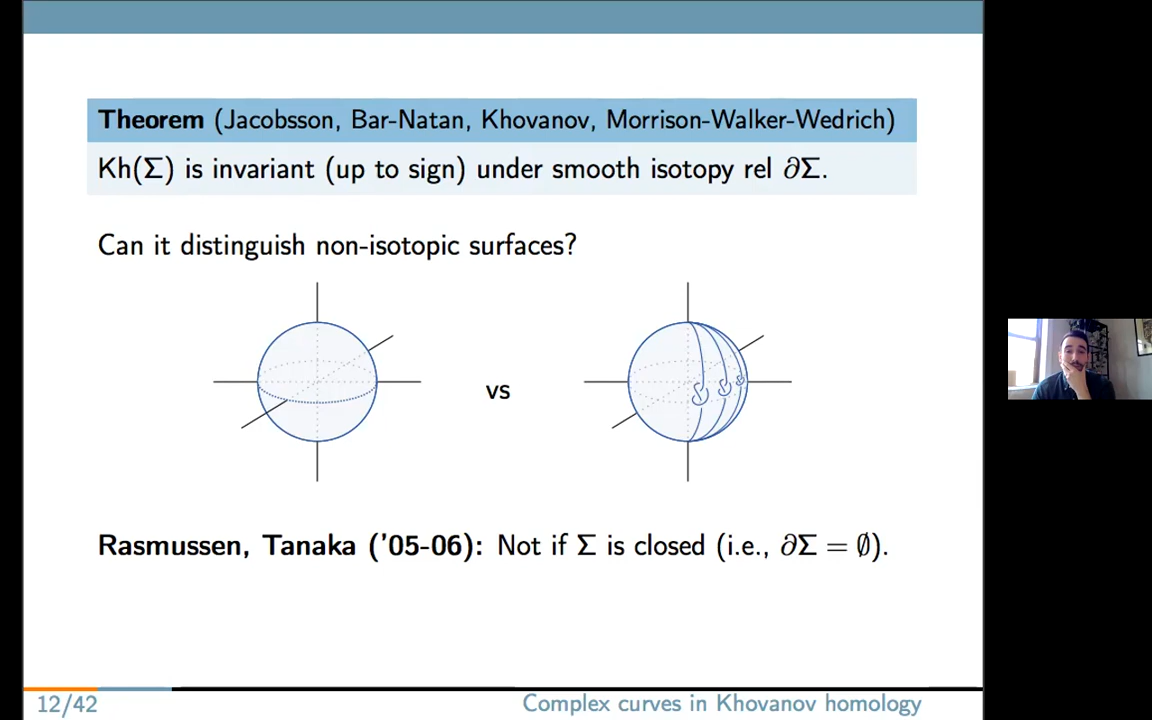 Theorem (Jacobsson, Bar-Natan, Khovanov, Morrison-Walker-Wedrich)
Kh(Σ) is invariant (up to sign) under smooth isotopy rel ∂Σ.
Can it distinguish non-isotopic surfaces?
vs
Rasmussen, Tanaka ('05-06): Not if Σ is closed (i.e., ∂Σ = ∅).
12/42 Complex curves in Khovanov homology